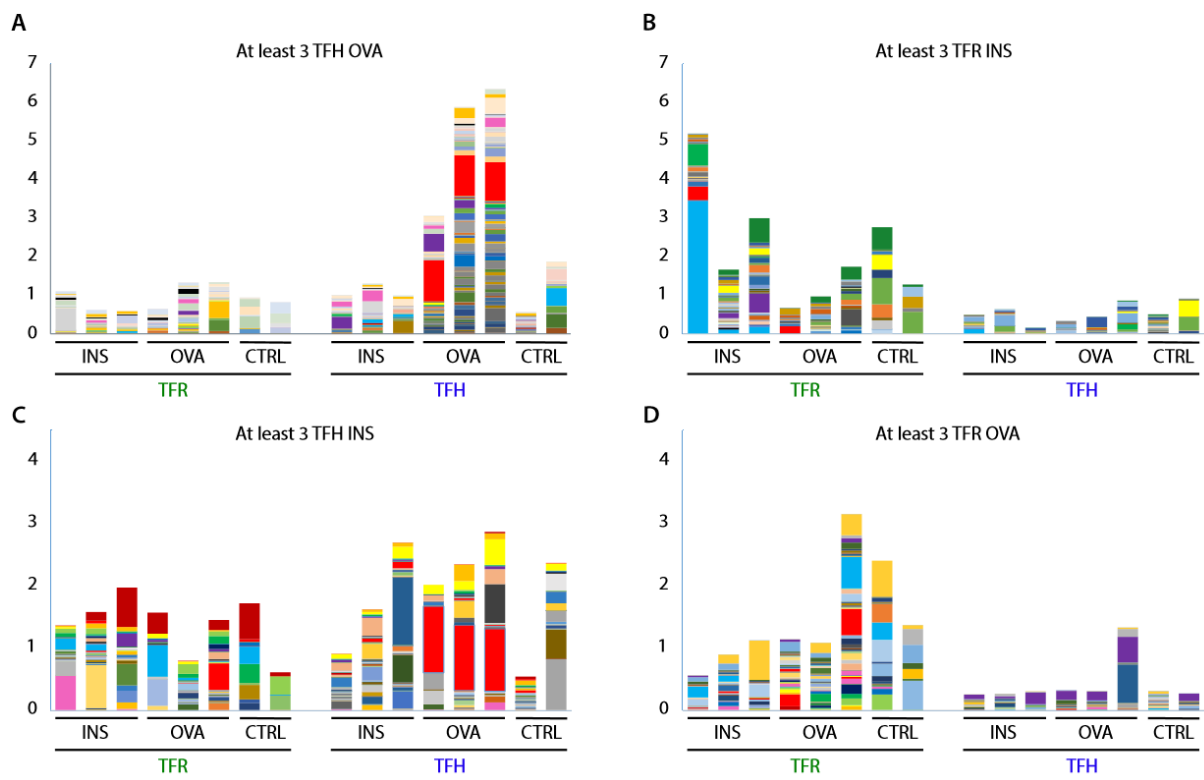 A
At least 3 TFH OVA
7
6
5
4
3
2
1
0
INS OVA CTRL INS OVA CTRL
TFR TFH
B
At least 3 TFR INS
7
6
5
4
3
2
1
0
INS OVA CTRL INS OVA CTRL
TFR TFH
C
At least 3 TFH INS
4
3
2
1
0
INS OVA CTRL INS OVA CTRL
TFR TFH
D
At least 3 TFR OVA
4
3
2
1
0
INS OVA CTRL INS OVA CTRL
TFR TFH